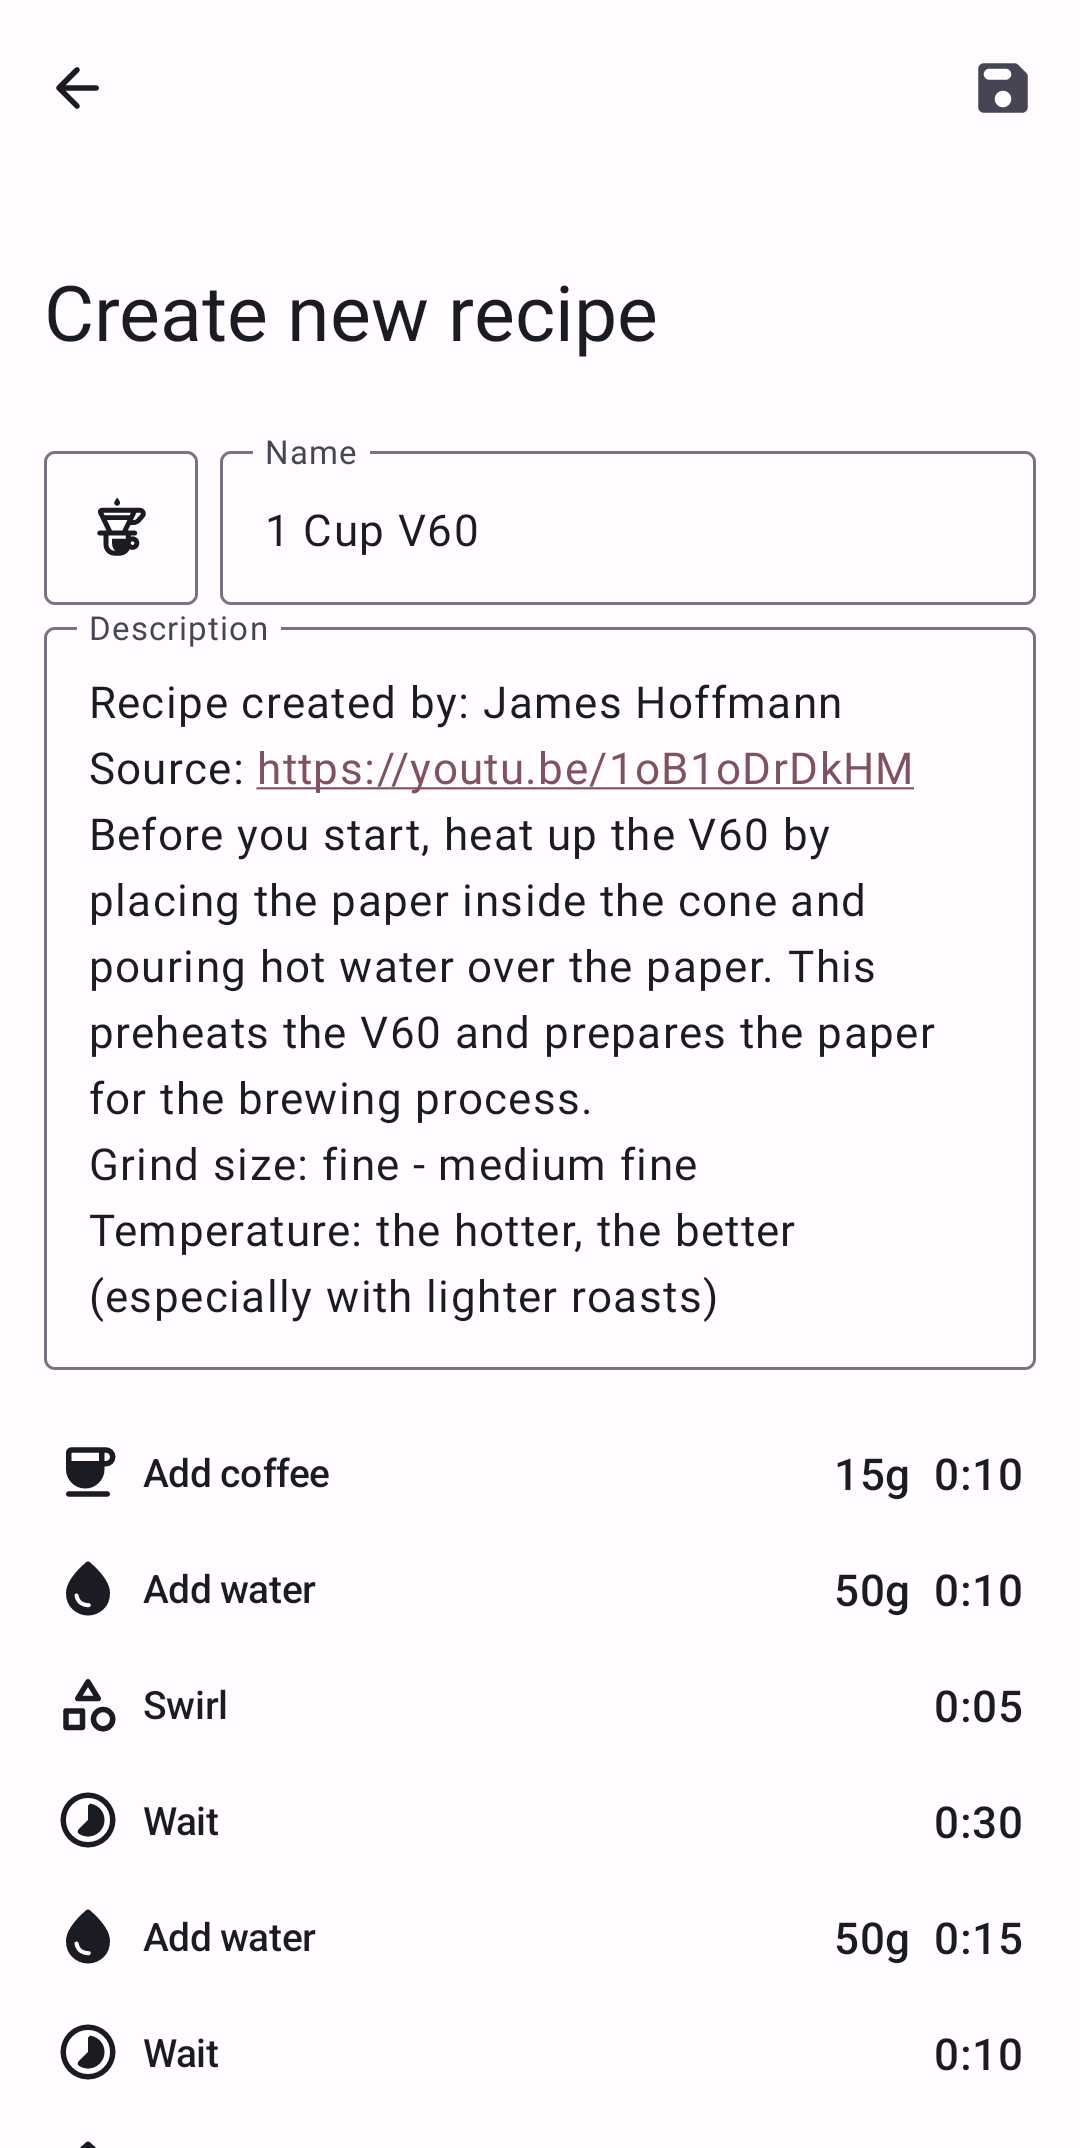 Create new recipe
Name
1 Cup V60
Description
Recipe created by: James Hoffmann
Source: https://youtu.be/1oB1oDrDkHM
Before you start, heat up the V60 by
placing the paper inside the cone and
pouring hot water over the paper. This
preheats the V60 and prepares the paper
for the brewing process.
Grind size: fine - medium fine
Temperature: the hotter, the better
(especially with lighter roasts)
Add coffee 15g 0:10
Add water 50g 0:10
Swirl 0:05
Wait 0:30
Add water 50g 0:15
Wait 0:10